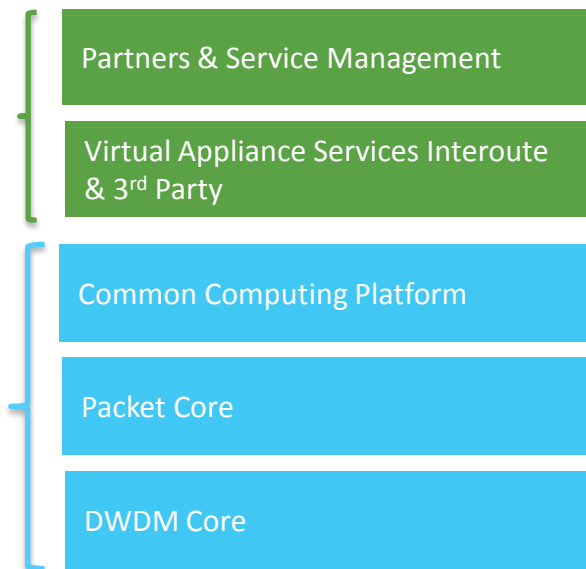 Partners & Service Management
Virtual Appliance Services Interoute
& 3rd Party
Common Computing Platform
Packet Core
DWDM Core